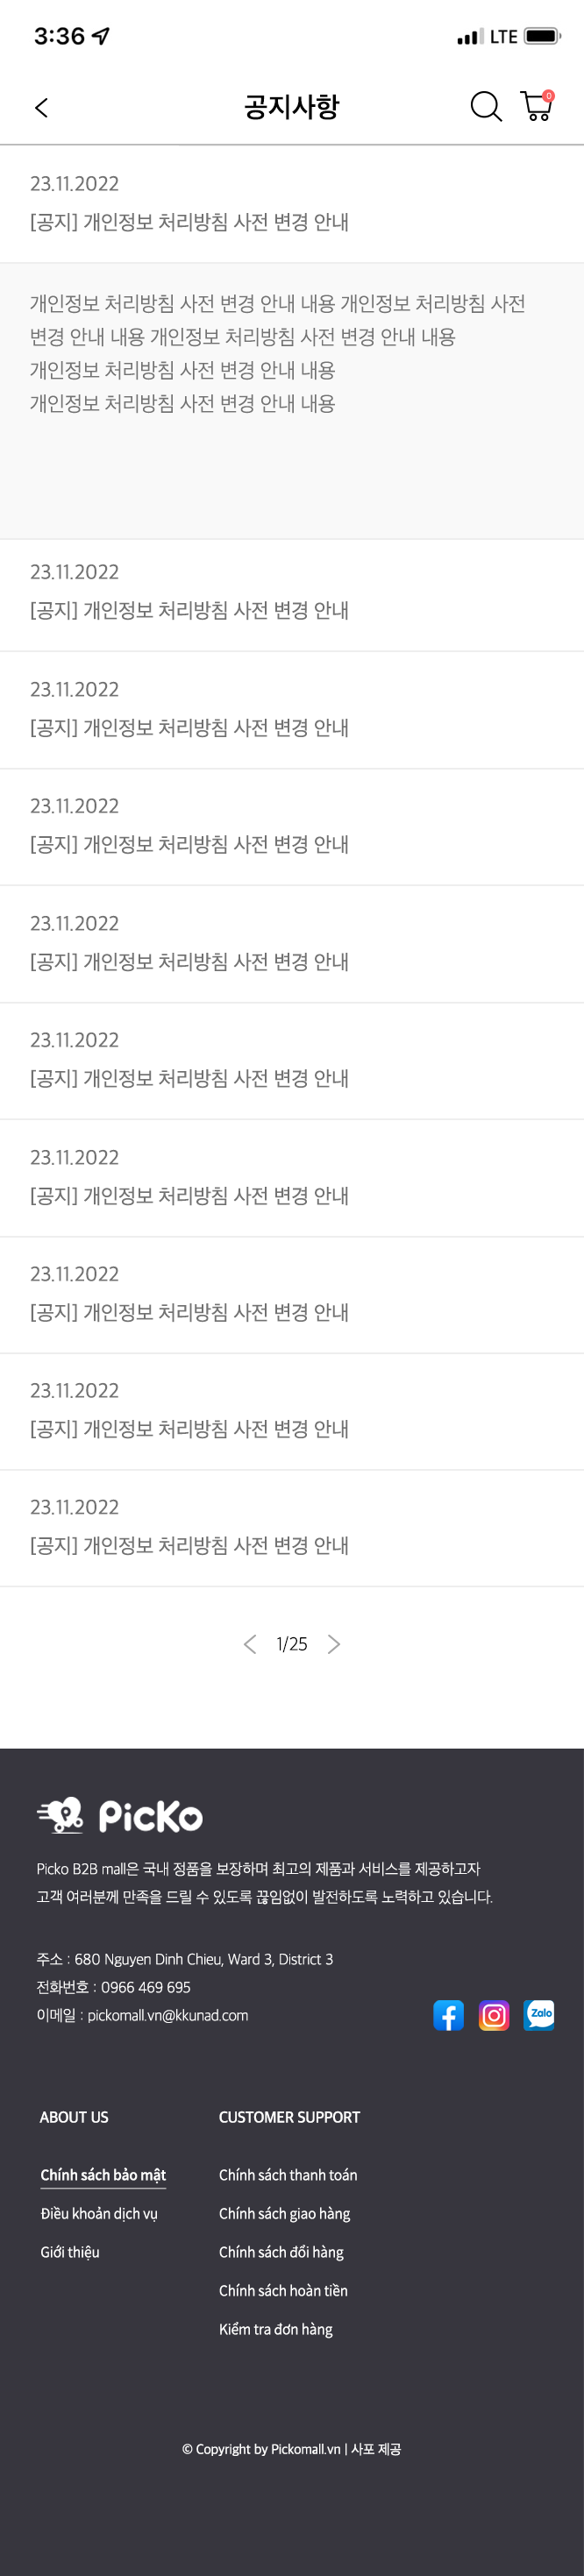 3:36
LTE
공지사항
0
23.11.2022
[공지] 개인정보 처리방침 사전 변경 안내
개인정보 처리방침 사전 변경 안내 내용 개인정보 처리방침 사전
변경 안내 내용 개인정보 처리방침 사전 변경 안내 내용
개인정보 처리방침 사전 변경 안내 내용
개인정보 처리방침 사전 변경 안내 내용
23.11.2022
[공지] 개인정보 처리방침 사전 변경 안내
23.11.2022
[공지] 개인정보 처리방침 사전 변경 안내
23.11.2022
[공지] 개인정보 처리방침 사전 변경 안내
23.11.2022
[공지] 개인정보 처리방침 사전 변경 안내
23.11.2022
[공지] 개인정보 처리방침 사전 변경 안내
23.11.2022
[공지] 개인정보 처리방침 사전 변경 안내
23.11.2022
[공지] 개인정보 처리방침 사전 변경 안내
23.11.2022
[공지] 개인정보 처리방침 사전 변경 안내
23.11.2022
[공지] 개인정보 처리방침 사전 변경 안내
1/25
PicKo
Picko B2B mall은 국내 정품을 보장하며 최고의 제품과 서비스를 제공하고자
고객 여러분께 만족을 드릴 수 있도록 끊임없이 발전하도록 노력하고 있습니다.
주소 : 680 Nguyen Dinh Chieu, Ward 3, District 3
전화번호 : 0966 469 695
이메일 : pickomall.vn@kkunad.com
Zalo
ABOUT US
Chính sách bảo mật
Điều khoản dịch vụ
Giới thiệu
CUSTOMER SUPPORT
Chính sách thanh toán
Chính sách giao hàng
Chính sách đổi hàng
Chính sách hoàn tiền
Kiểm tra đơn hàng
© Copyright by Pickomall.vn | 사포 제공